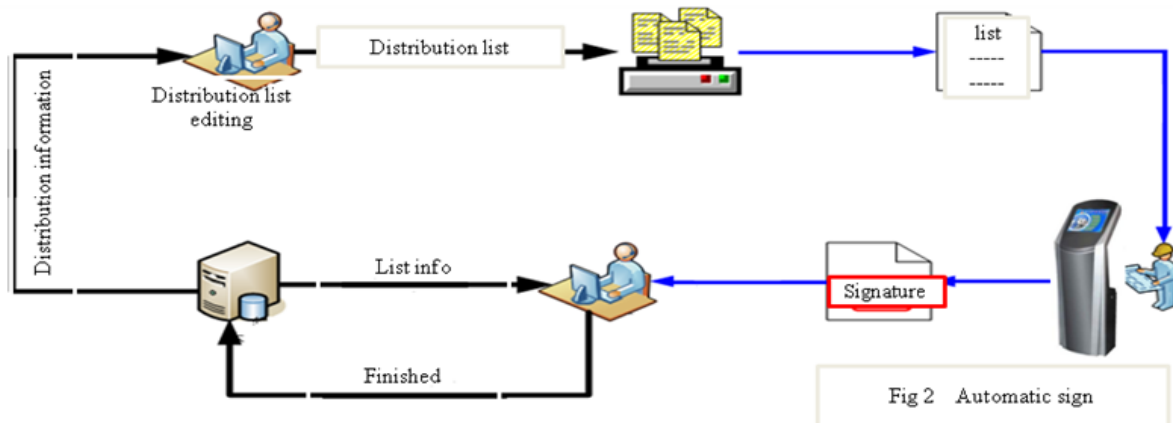 Distribution list
list
-----
-----
Distribution list
editing
Distribution information
List info
Signature
Finished
Fig 2 Automatic sign